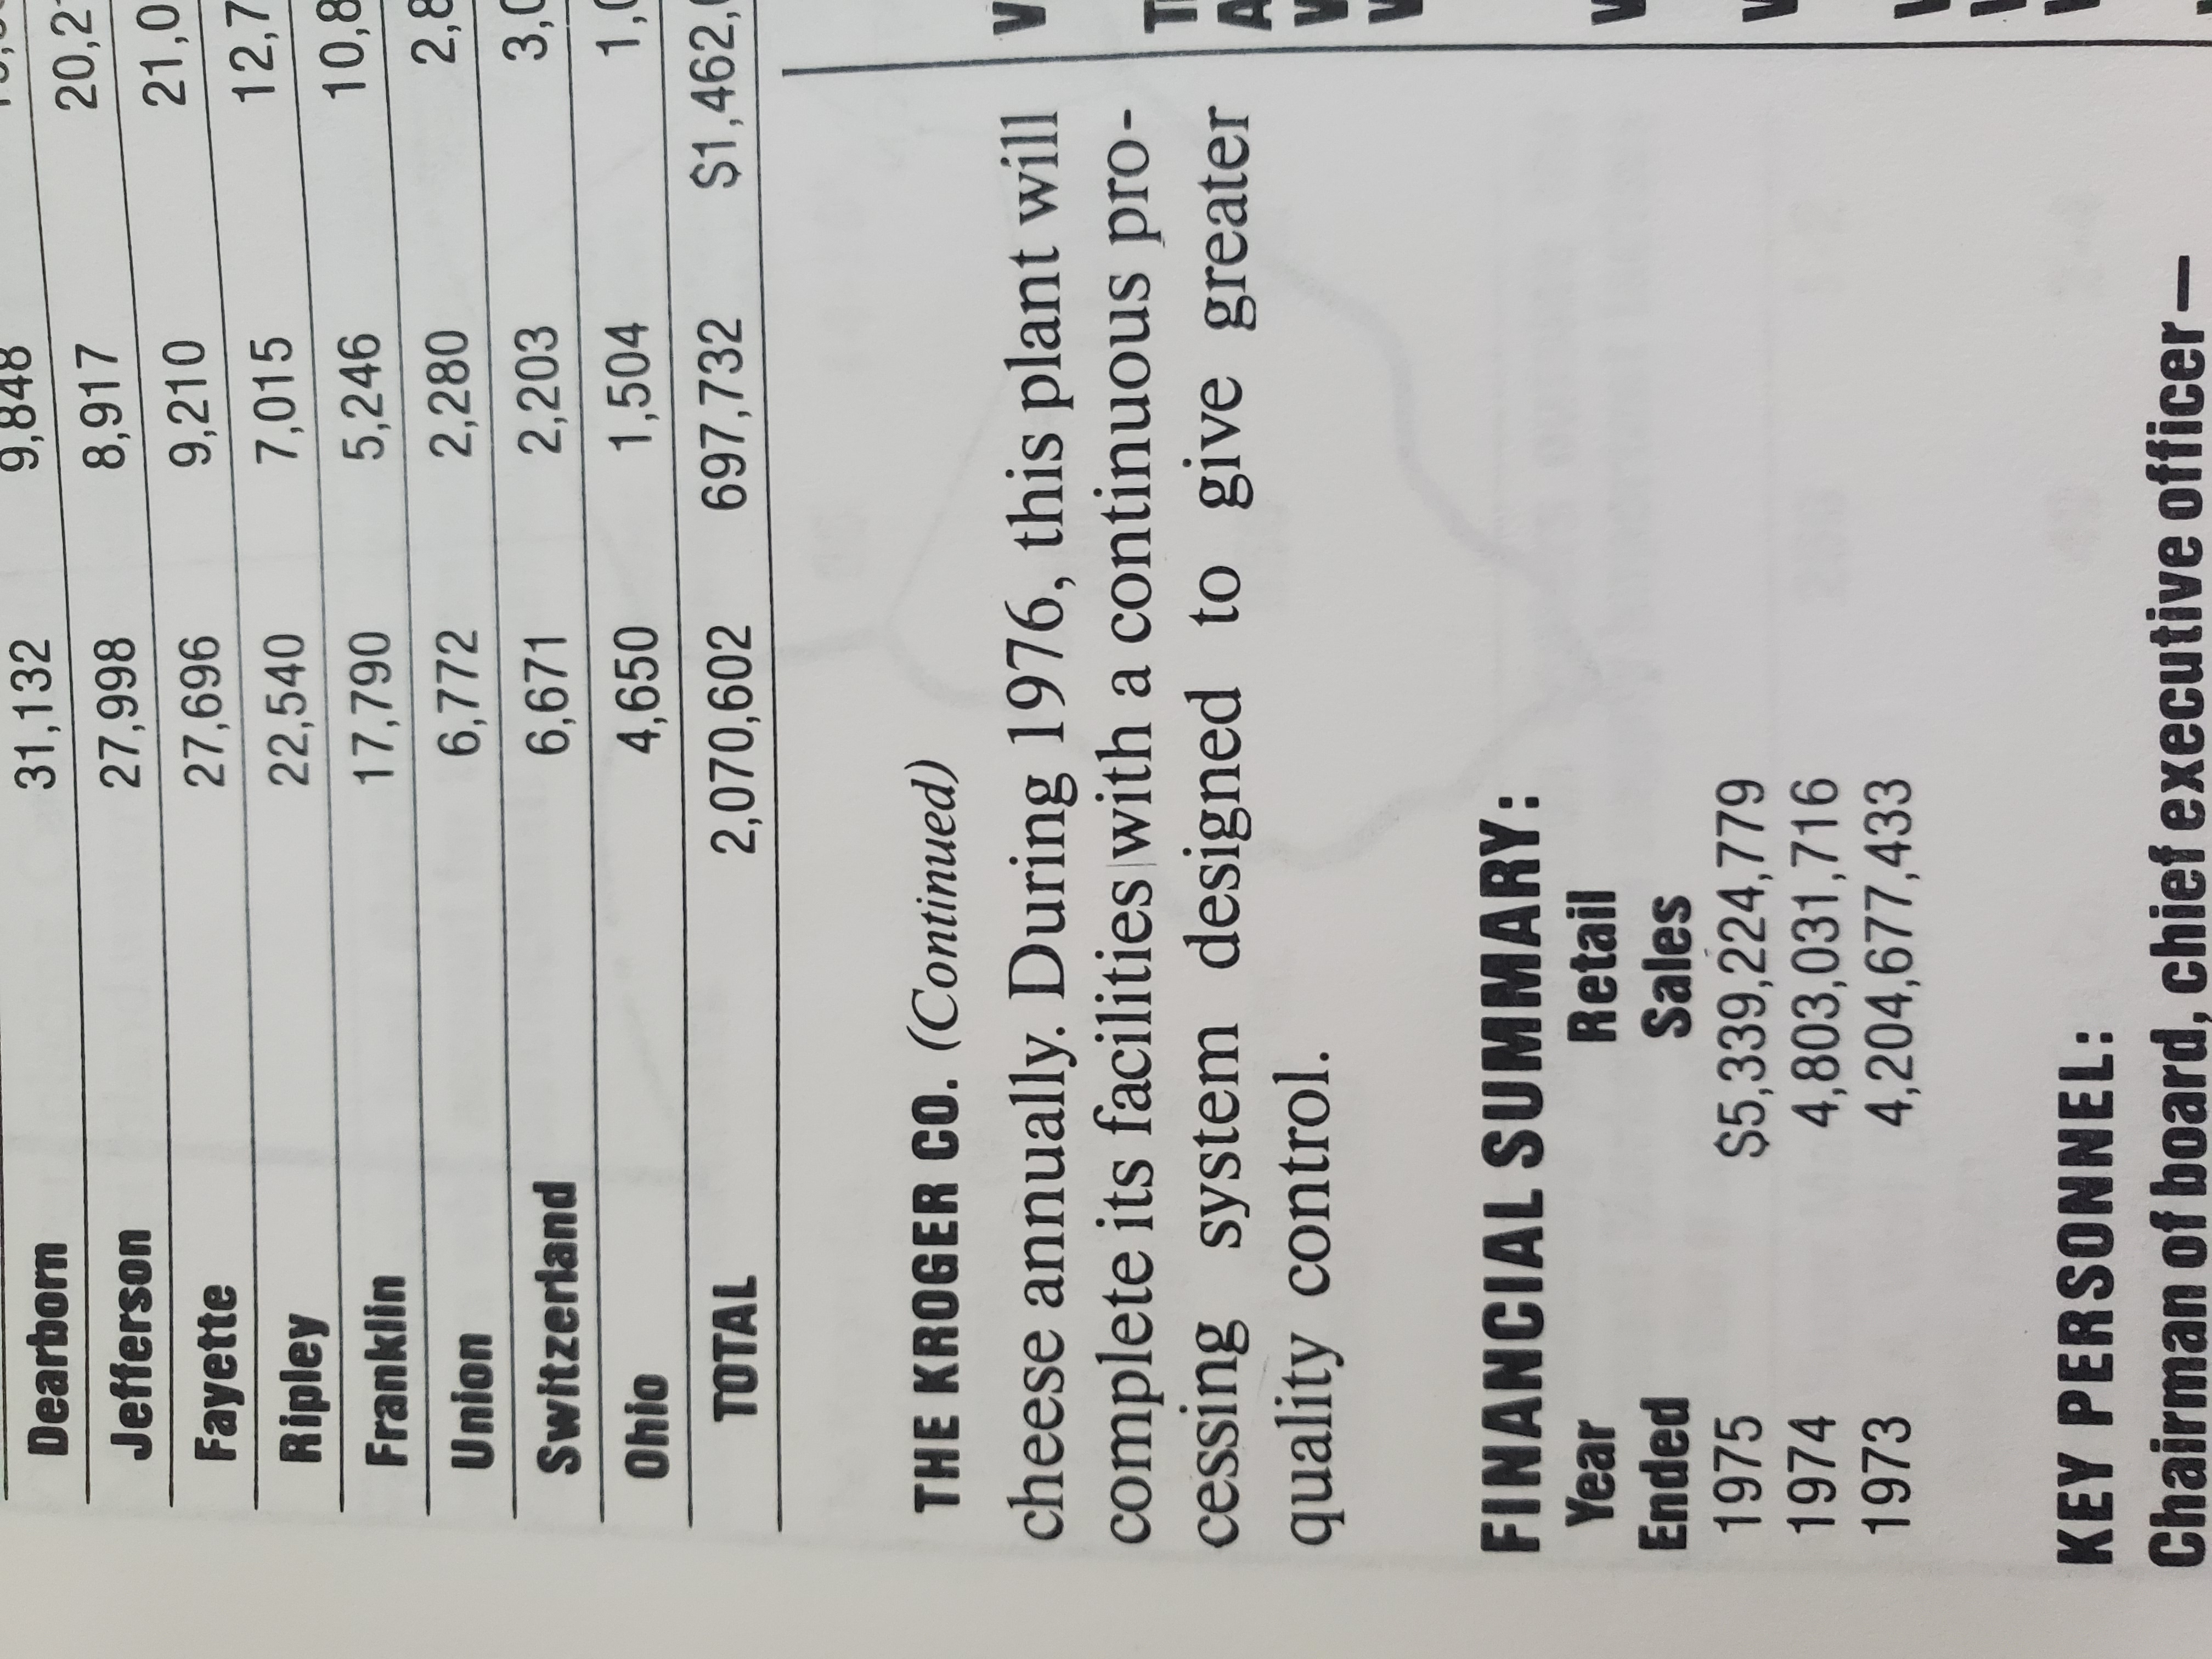 Dearborn 31,132 9,848
Jefferson 27,998 8,917 20,2
Fayette 27,696 9,210 21,0
Ripley 22,540 7,015 12,7
Franklin 17,790 5,246 10,8
Union 6,772 2,280 2,8
Switzerland 6,671 2,203 3,0
Ohio 4,650 1,504 1,0
TOTAL 2,070,602 697,732 $1,462,
THE KROGER CO. (Continued)
cheese annually. During 1976, this plant will
complete its facilities with a continuous pro-
cessing system designed to give greater
quality control.
FINANCIAL SUMMARY:
Year Retail
Ended Sales
1975 $5,339,224,779
1974 4,803,031,716
1973 4,204,677,433
KEY PERSONNEL:
Chairman of board, chief executive officer—